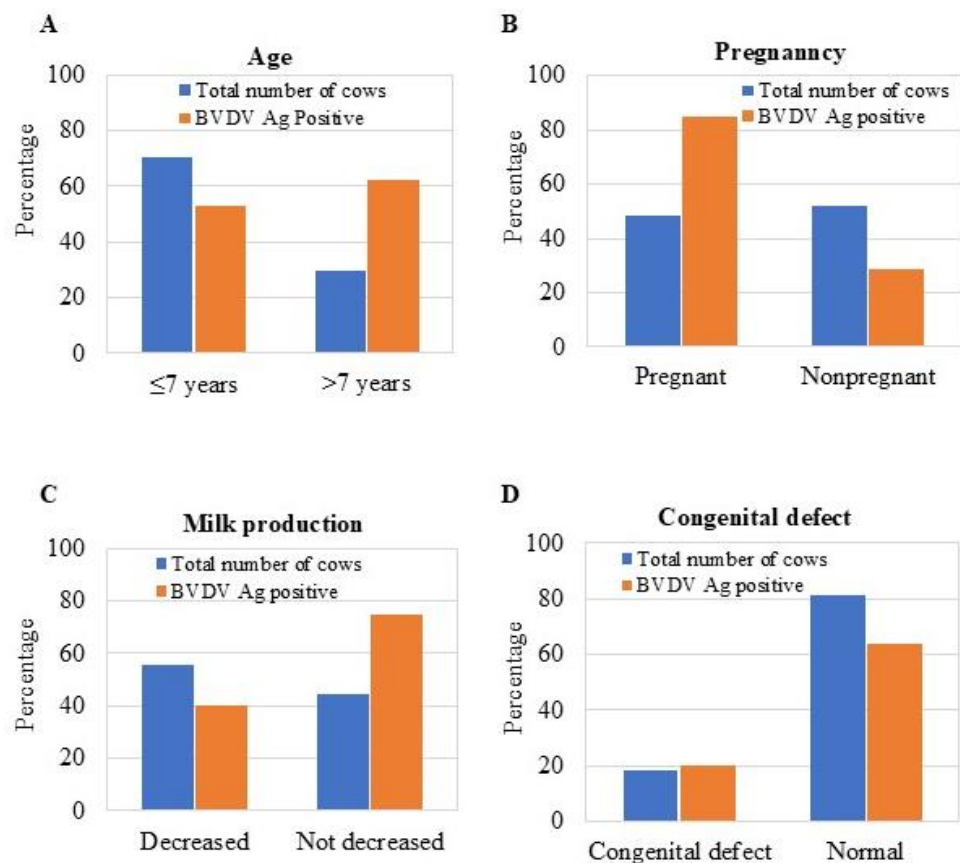 A
Age
100
80
60
40
20
0
Percentage
Total number of cows
BVDV Ag Positive
≤7 years >7 years
B
Pregnanncy
100
80
60
40
20
0
Percentage
Total number of cows
BVDV Ag positive
Pregnant Nonpregnant
C
Milk production
100
80
60
40
20
0
Percentage
Total number of cows
BVDV Ag positive
Decreased Not decreased
D
Congenital defect
100
80
60
40
20
0
Percentage
Total number of cows
BVDV Ag positive
Congenital defect Normal